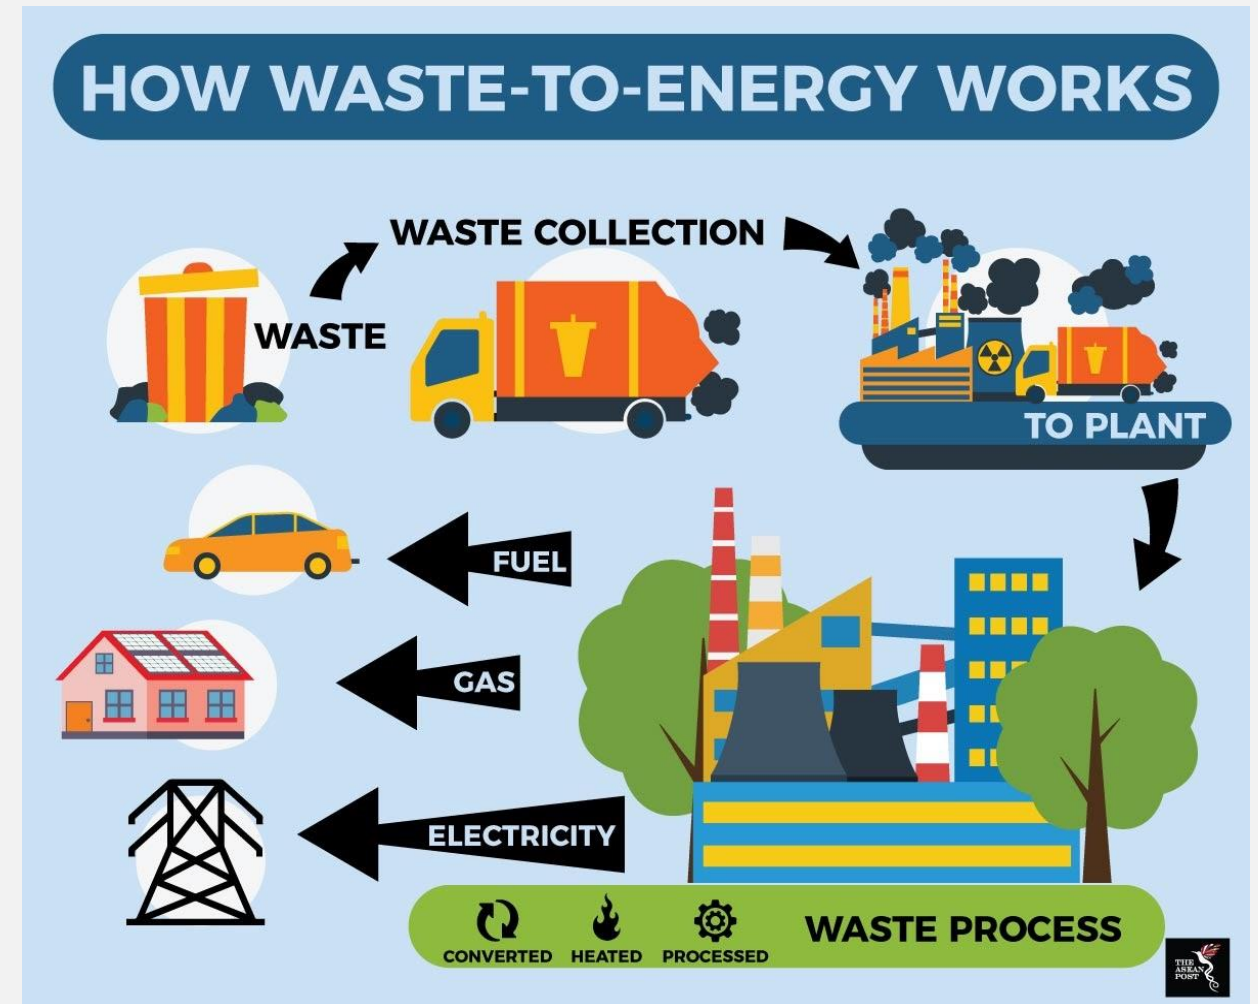 HOW WASTE-TO-ENERGY WORKS
WASTE COLLECTION
WASTE
TO PLANT
FUEL
GAS
ELECTRICITY
CONVERTED HEATED PROCESSED
WASTE PROCESS
THE
ASEAN
POST